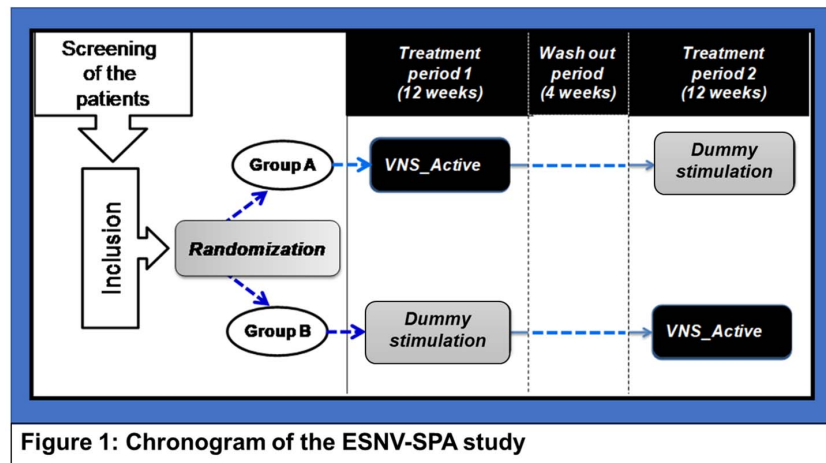 Screening
of the
patients
Treatment
period 1
(12 weeks)
Wash out
period
(4 weeks)
Treatment
period 2
(12 weeks)
Inclusion
Randomization
Group A
VNS_Active
Dummy
stimulation
Group B
Dummy
stimulation
VNS_Active
Figure 1: Chronogram of the ESNV-SPA study